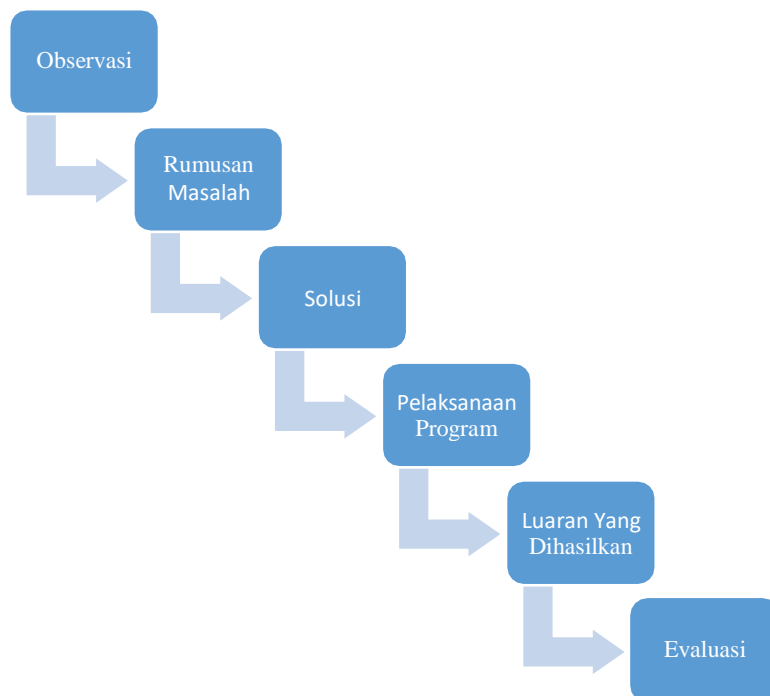 Observasi
Rumusan
Masalah
Solusi
Pelaksanaan
Program
Luaran Yang
Dihasilkan
Evaluasi